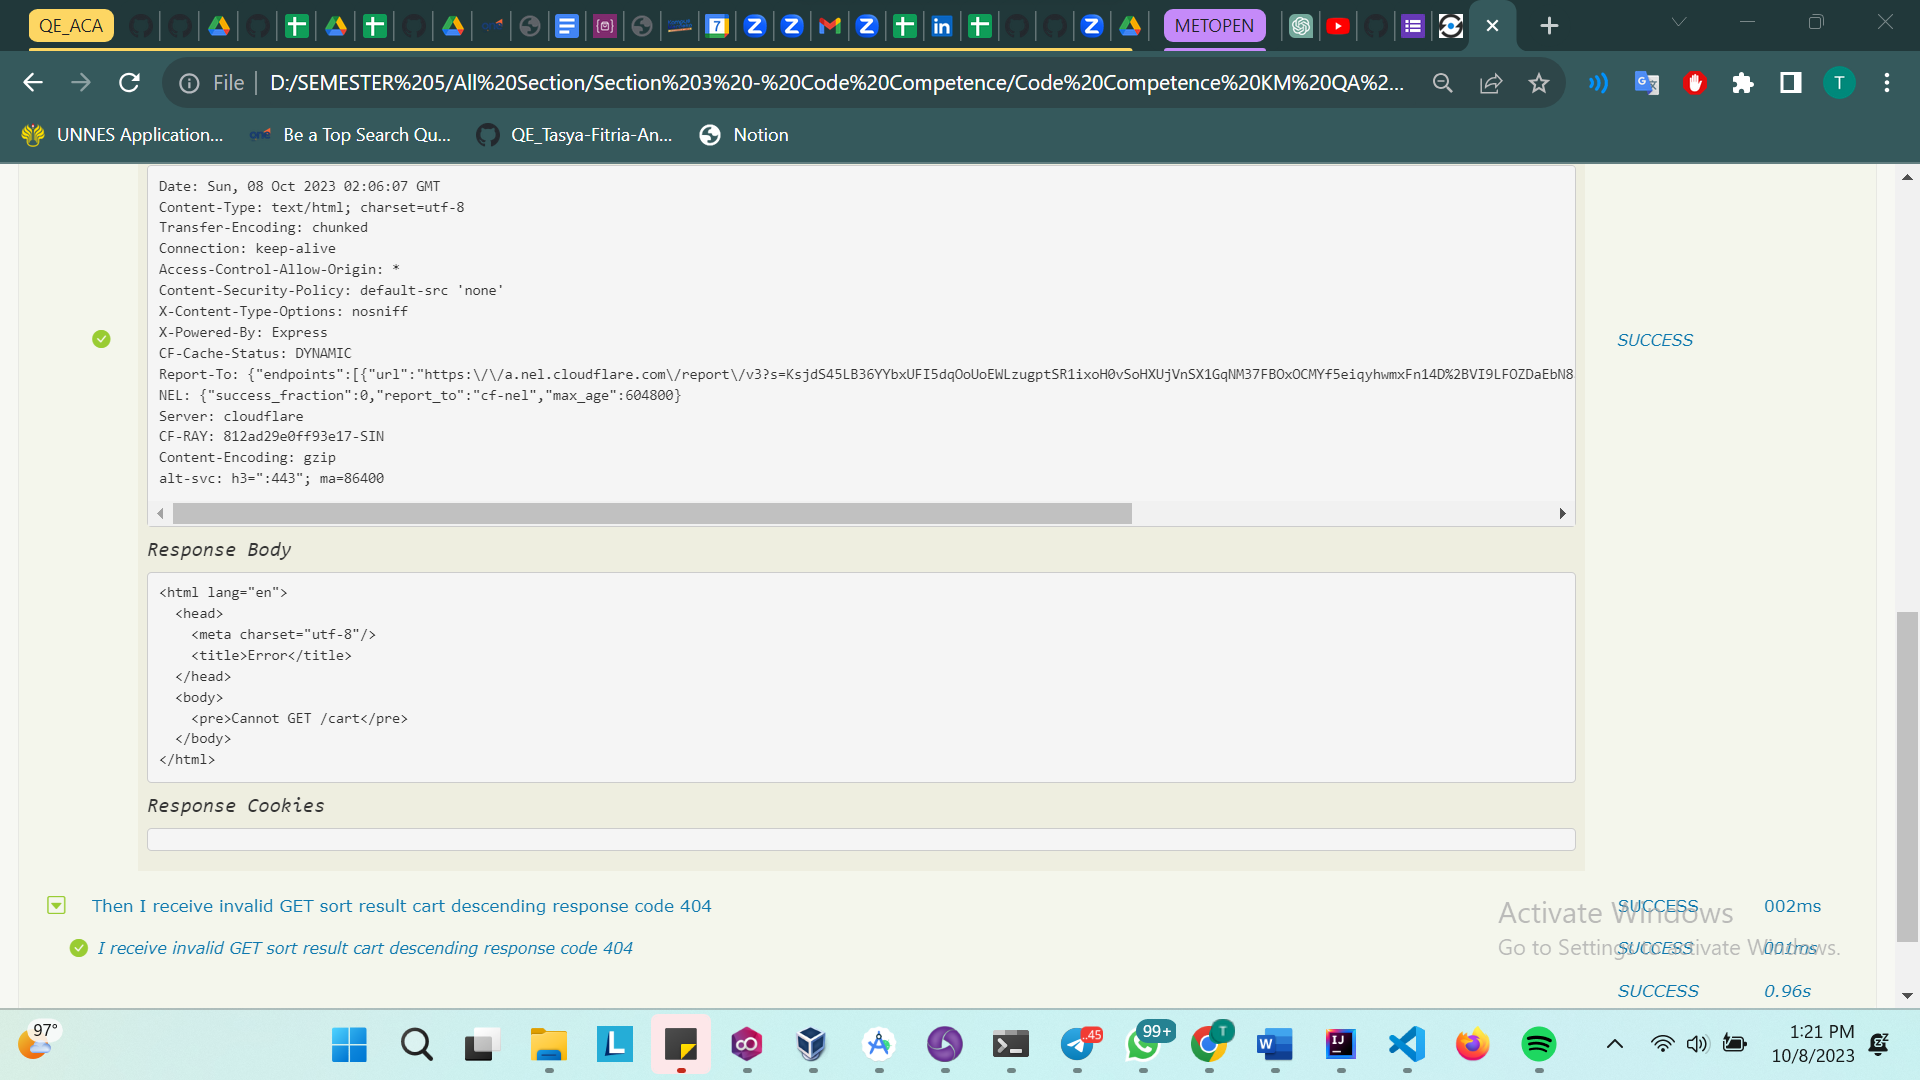 QE_ACA
METOPEN
File
D:/SEMESTER%205/All%20Section/Section%203%20-%20Code%20Competence/Code%20Competence%20KM%20QA%2...
T
UNNES Application...
Be a Top Search Qu...
QE_Tasya-Fitria-An...
Notion
Date: Sun, 08 Oct 2023 02:06:07 GMT
Content-Type: text/html; charset=utf-8
Transfer-Encoding: chunked
Connection: keep-alive
Access-Control-Allow-Origin: *
Content-Security-Policy: default-src 'none'
X-Content-Type-Options: nosniff
X-Powered-By: Express
SUCCESS
CF-Cache-Status: DYNAMIC
Report-To: {"endpoints":[{"url":"https:\/\/a.nel.cloudflare.com\/report\/v3?s=KsjdS45LB36YYbxUFI5dqOoUoEWLzugptSR1ixoH0vSoHXUjVnSX1GqNM37FBOxOCMYf5eiqyhwmxFn14D%2BVI9LFOZDaEbN8
NEL: {"success_fraction":0,"report_to":"cf-nel","max_age":604800}
Server: cloudflare
CF-RAY: 812ad29e0ff93e17-SIN
Content-Encoding: gzip
alt-svc: h3=":443"; ma=86400
Response Body
<html lang="en">
<head>
<meta charset="utf-8"/>
<title>Error</title>
</head>
<body>
<pre>Cannot GET /cart</pre>
</body>
</html>
Response Cookies
Then I receive invalid GET sort result cart descending response code 404
SUCCESS
002ms
Activate Windows
I receive invalid GET sort result cart descending response code 404
SUCCESS
001ms
Go to Settings to activate Windows.
SUCCESS
0.96s
97°
45
99+
T
1:21 PM
10/8/2023